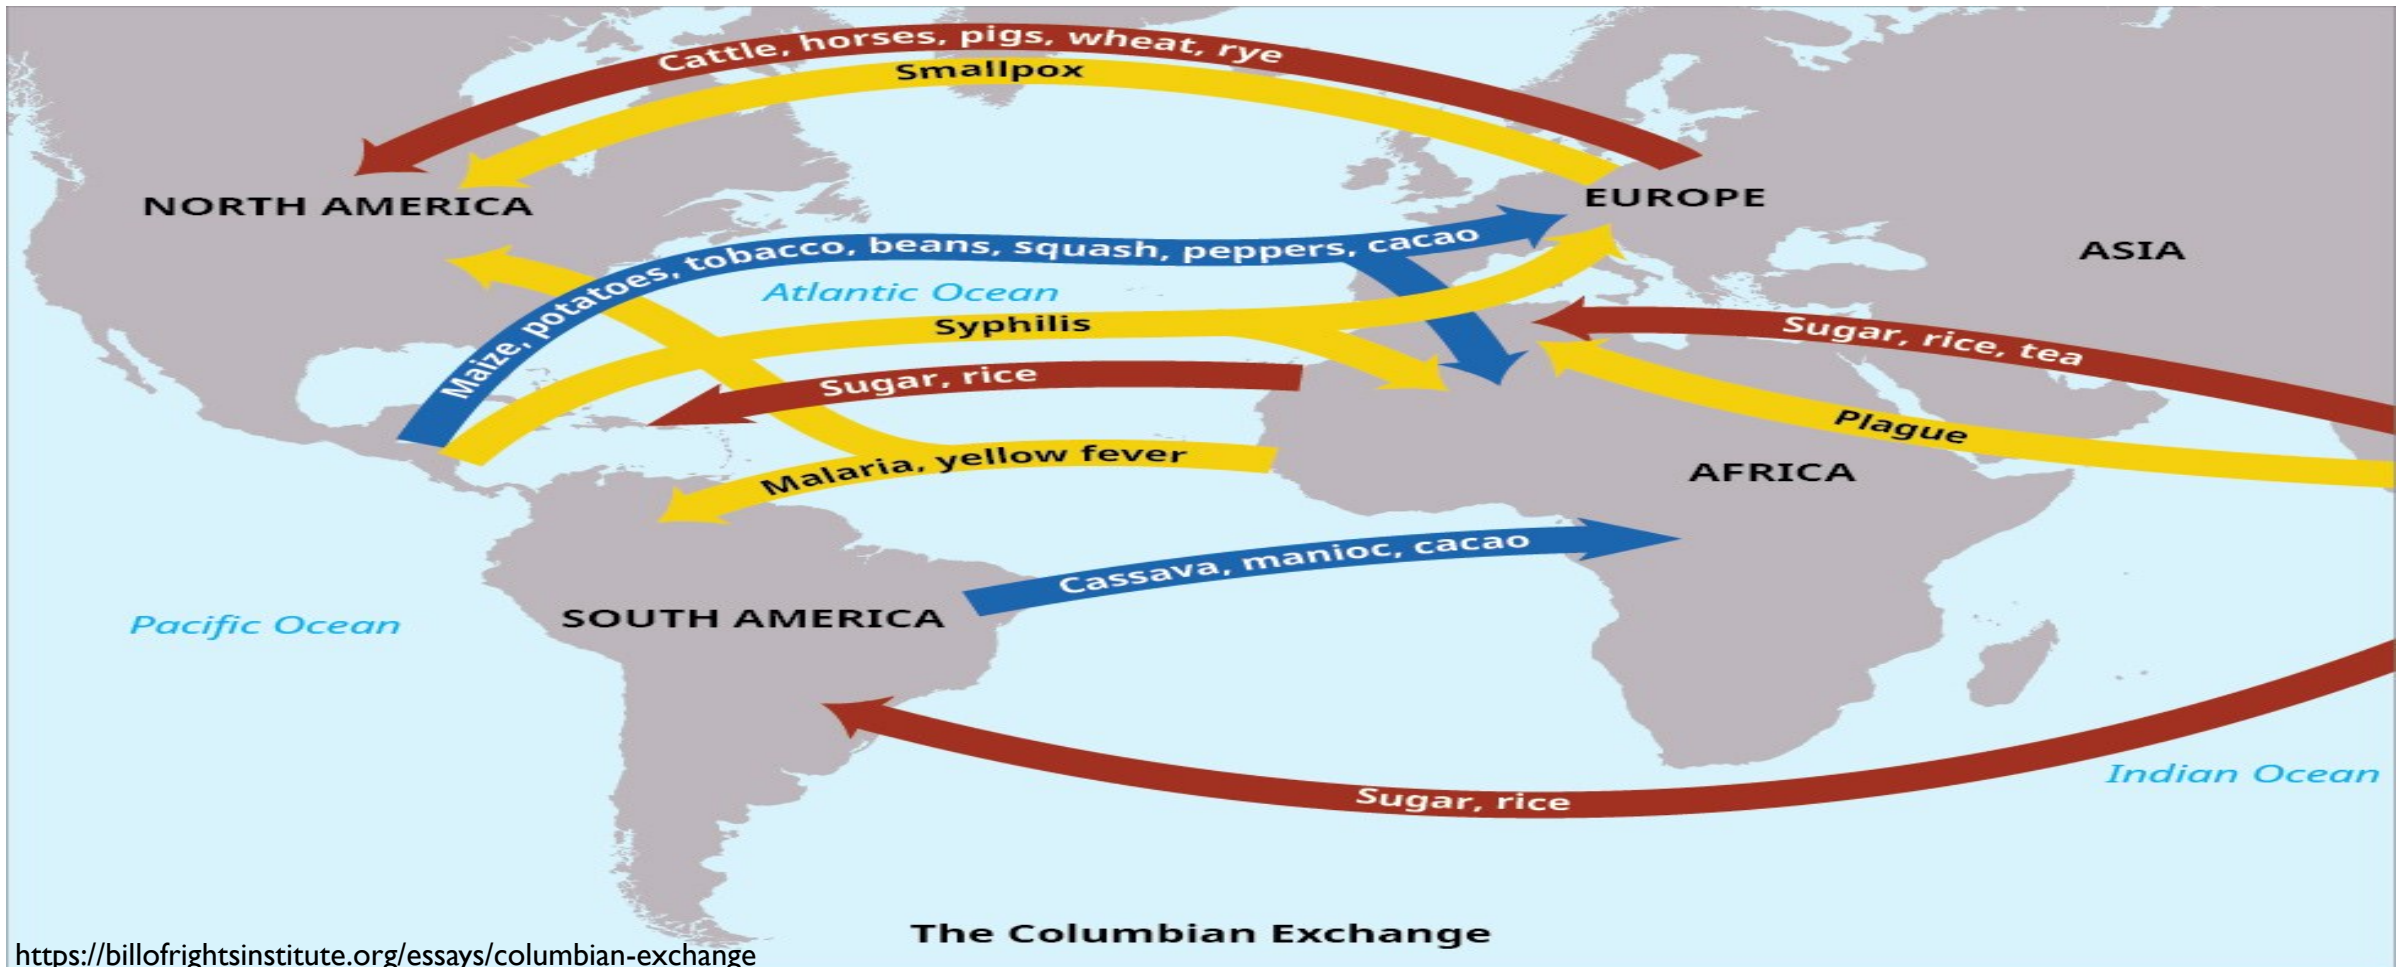 Cattle, horses, pigs, wheat, rye
Smallpox
NORTH AMERICA
EUROPE
ASIA
Maize, potatoes, tobacco, beans, squash, peppers, cacao
Atlantic Ocean
Syphilis
Sugar, rice, tea
Sugar, rice
Plague
Malaria, yellow fever
AFRICA
Cassava, manioc, cacao
SOUTH AMERICA
Pacific Ocean
Indian Ocean
Sugar, rice
The Columbian Exchange
https://billofrightsinstitute.org/essays/columbian-exchange